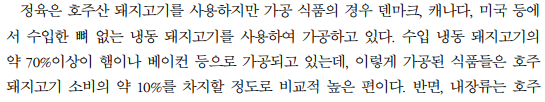 정육은 호주산 돼지고기를 사용하지만 가공 식품의 경우 덴마크, 캐나다, 미국 등에
서 수입한 뼈 없는 냉동 돼지고기를 사용하여 가공하고 있다. 수입 냉동 돼지고기의
약 70%이상이 햄이나 베이컨 등으로 가공되고 있는데, 이렇게 가공된 식품들은 호주
돼지고기 소비의 약 10%를 차지할 정도로 비교적 높은 편이다. 반면, 내장류는 호주